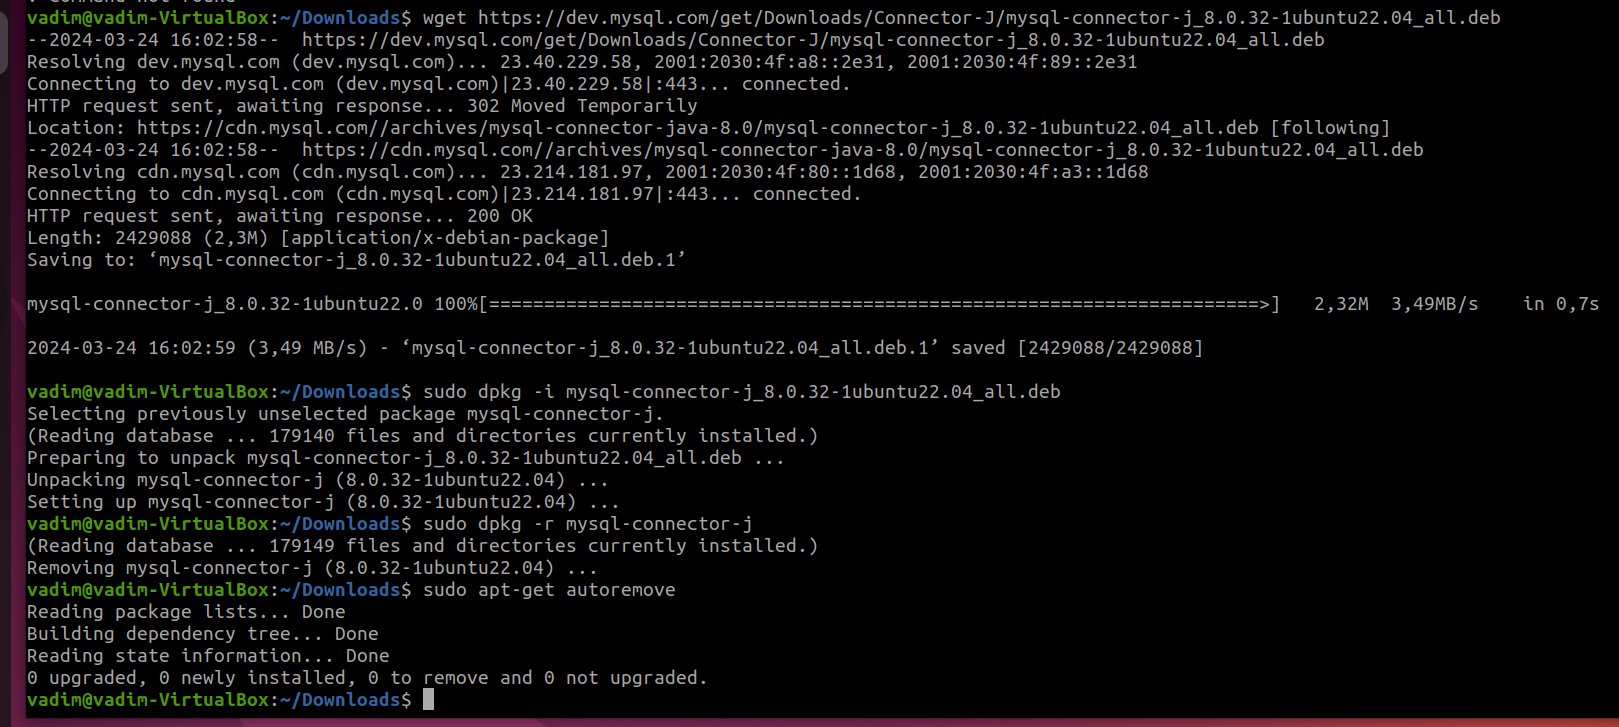 vadim@vadim-VirtualBox:~/Downloads$ wget https://dev.mysql.com/get/Downloads/Connector-J/mysql-connector-j_8.0.32-1ubuntu22.04_all.deb
--2024-03-24 16:02:58--  https://dev.mysql.com/get/Downloads/Connector-J/mysql-connector-j_8.0.32-1ubuntu22.04_all.deb
Resolving dev.mysql.com (dev.mysql.com)... 23.40.229.58, 2001:2030:4f:a8::2e31, 2001:2030:4f:89::2e31
Connecting to dev.mysql.com (dev.mysql.com)|23.40.229.58|:443... connected.
HTTP request sent, awaiting response... 302 Moved Temporarily
Location: https://cdn.mysql.com//archives/mysql-connector-java-8.0/mysql-connector-j_8.0.32-1ubuntu22.04_all.deb [following]
--2024-03-24 16:02:58--  https://cdn.mysql.com//archives/mysql-connector-java-8.0/mysql-connector-j_8.0.32-1ubuntu22.04_all.deb
Resolving cdn.mysql.com (cdn.mysql.com)... 23.214.181.97, 2001:2030:4f:80::1d68, 2001:2030:4f:a3::1d68
Connecting to cdn.mysql.com (cdn.mysql.com)|23.214.181.97|:443... connected.
HTTP request sent, awaiting response... 200 OK
Length: 2429088 (2,3M) [application/x-debian-package]
Saving to: ‘mysql-connector-j_8.0.32-1ubuntu22.04_all.deb.1’
mysql-connector-j_8.0.32-1ubuntu22.0 100%[======================================================================>]   2,32M  3,49MB/s    in 0,7s
2024-03-24 16:02:59 (3,49 MB/s) - ‘mysql-connector-j_8.0.32-1ubuntu22.04_all.deb.1’ saved [2429088/2429088]
vadim@vadim-VirtualBox:~/Downloads$ sudo dpkg -i mysql-connector-j_8.0.32-1ubuntu22.04_all.deb
Selecting previously unselected package mysql-connector-j.
(Reading database ... 179140 files and directories currently installed.)
Preparing to unpack mysql-connector-j_8.0.32-1ubuntu22.04_all.deb ...
Unpacking mysql-connector-j (8.0.32-1ubuntu22.04) ...
Setting up mysql-connector-j (8.0.32-1ubuntu22.04) ...
vadim@vadim-VirtualBox:~/Downloads$ sudo dpkg -r mysql-connector-j
(Reading database ... 179149 files and directories currently installed.)
Removing mysql-connector-j (8.0.32-1ubuntu22.04) ...
vadim@vadim-VirtualBox:~/Downloads$ sudo apt-get autoremove
Reading package lists... Done
Building dependency tree... Done
Reading state information... Done
0 upgraded, 0 newly installed, 0 to remove and 0 not upgraded.
vadim@vadim-VirtualBox:~/Downloads$